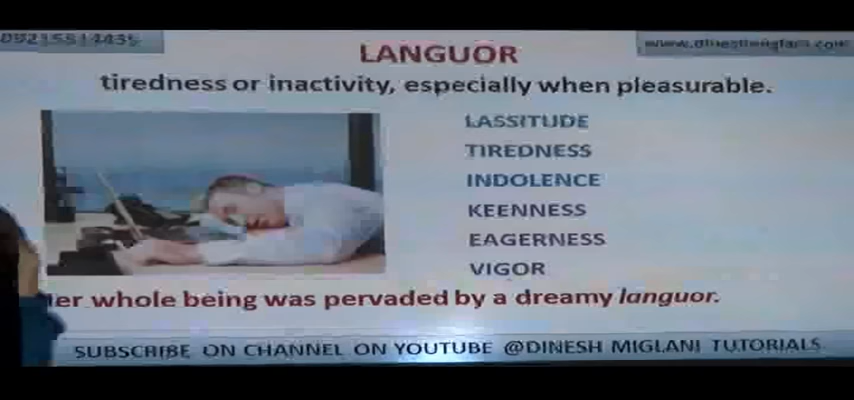 09215514435
LANGUOR
tiredness or inactivity, especially when pleasurable.
LASSITUDE
TIREDNESS
INDOLENCE
KEENNESS
EAGERNESS
VIGOR
er whole being was pervaded by a dreamy languor.
SUBSCRIBE ON CHANNEL ON YOUTUBE @DINESH MIGLANI TUTORIALS